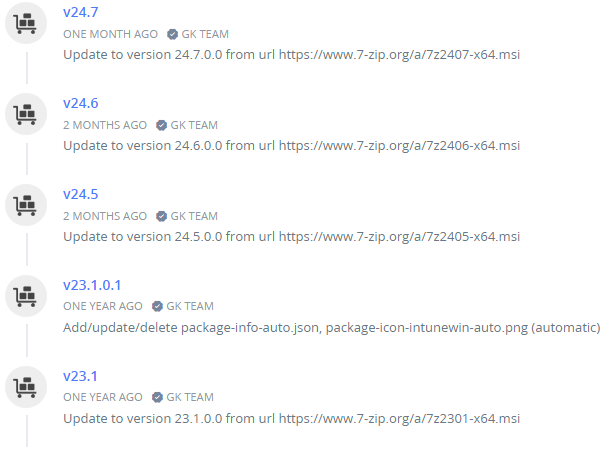 v24.7
ONE MONTH AGO GK TEAM
Update to version 24.7.0.0 from url https://www.7-zip.org/a/7z2407-x64.msi
v24.6
2 MONTHS AGO GK TEAM
Update to version 24.6.0.0 from url https://www.7-zip.org/a/7z2406-x64.msi
v24.5
2 MONTHS AGO GK TEAM
Update to version 24.5.0.0 from url https://www.7-zip.org/a/7z2405-x64.msi
v23.1.0.1
ONE YEAR AGO GK TEAM
Add/update/delete package-info-auto.json, package-icon-intunewin-auto.png (automatic)
v23.1
ONE YEAR AGO GK TEAM
Update to version 23.1.0.0 from url https://www.7-zip.org/a/7z2301-x64.msi